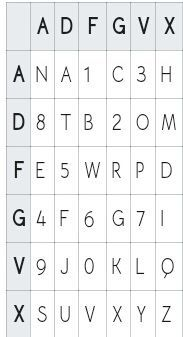 A D F G V X
A N A 1 C 3 H
D 8 T B 2 O M
F E 5 W R P D
G 4 F 6 G 7 I
V 9 J 0 K L Q
X S U V X Y Z